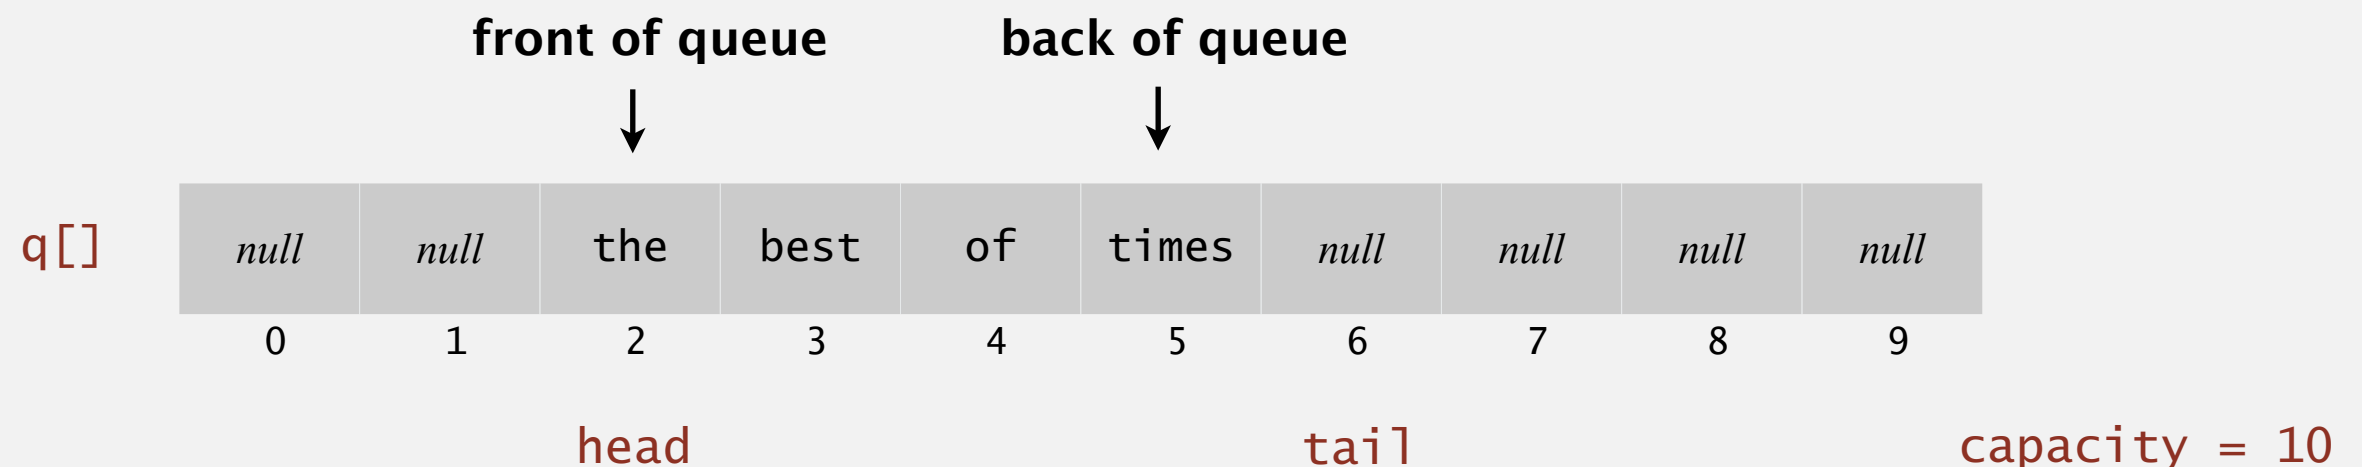 front of queue back of queue
q[] null null the best of times null null null null
0 1 2 3 4 5 6 7 8 9
head tail capacity = 10